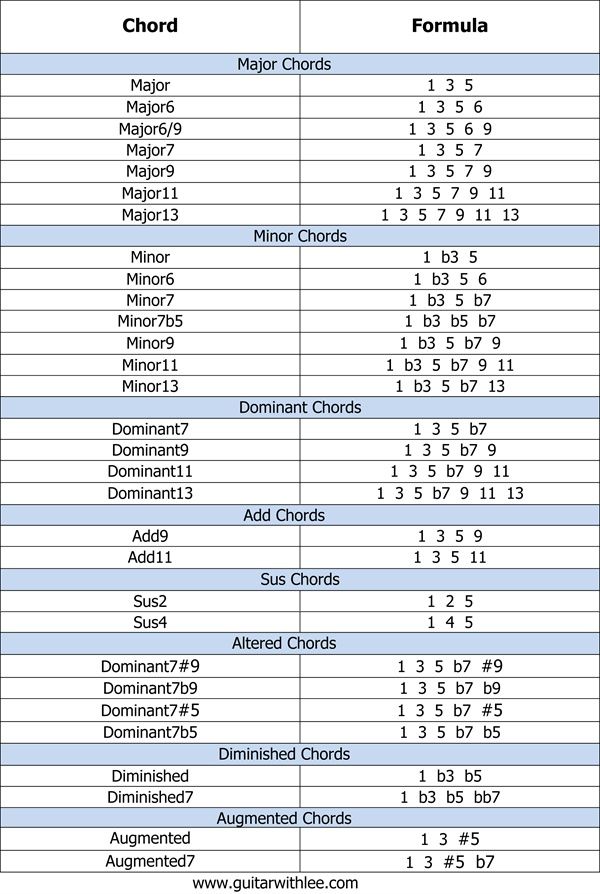 Chord Formula
Major Chords
Major 1 3 5
Major6 1 3 5 6
Major6/9 1 3 5 6 9
Major7 1 3 5 7
Major9 1 3 5 7 9
Major11 1 3 5 7 9 11
Major13 1 3 5 7 9 11 13
Minor Chords
Minor 1 b3 5
Minor6 1 b3 5 6
Minor7 1 b3 5 b7
Minor7b5 1 b3 b5 b7
Minor9 1 b3 5 b7 9
Minor11 1 b3 5 b7 9 11
Minor13 1 b3 5 b7 13
Dominant Chords
Dominant7 1 3 5 b7
Dominant9 1 3 5 b7 9
Dominant11 1 3 5 b7 9 11
Dominant13 1 3 5 b7 9 11 13
Add Chords
Add9 1 3 5 9
Add11 1 3 5 11
Sus Chords
Sus2 1 2 5
Sus4 1 4 5
Altered Chords
Dominant7#9 1 3 5 b7 #9
Dominant7b9 1 3 5 b7 b9
Dominant7#5 1 3 5 b7 #5
Dominant7b5 1 3 5 b7 b5
Diminished Chords
Diminished 1 b3 b5
Diminished7 1 b3 b5 bb7
Augmented Chords
Augmented 1 3 #5
Augmented7 1 3 #5 b7
www.guitarwithlee.com